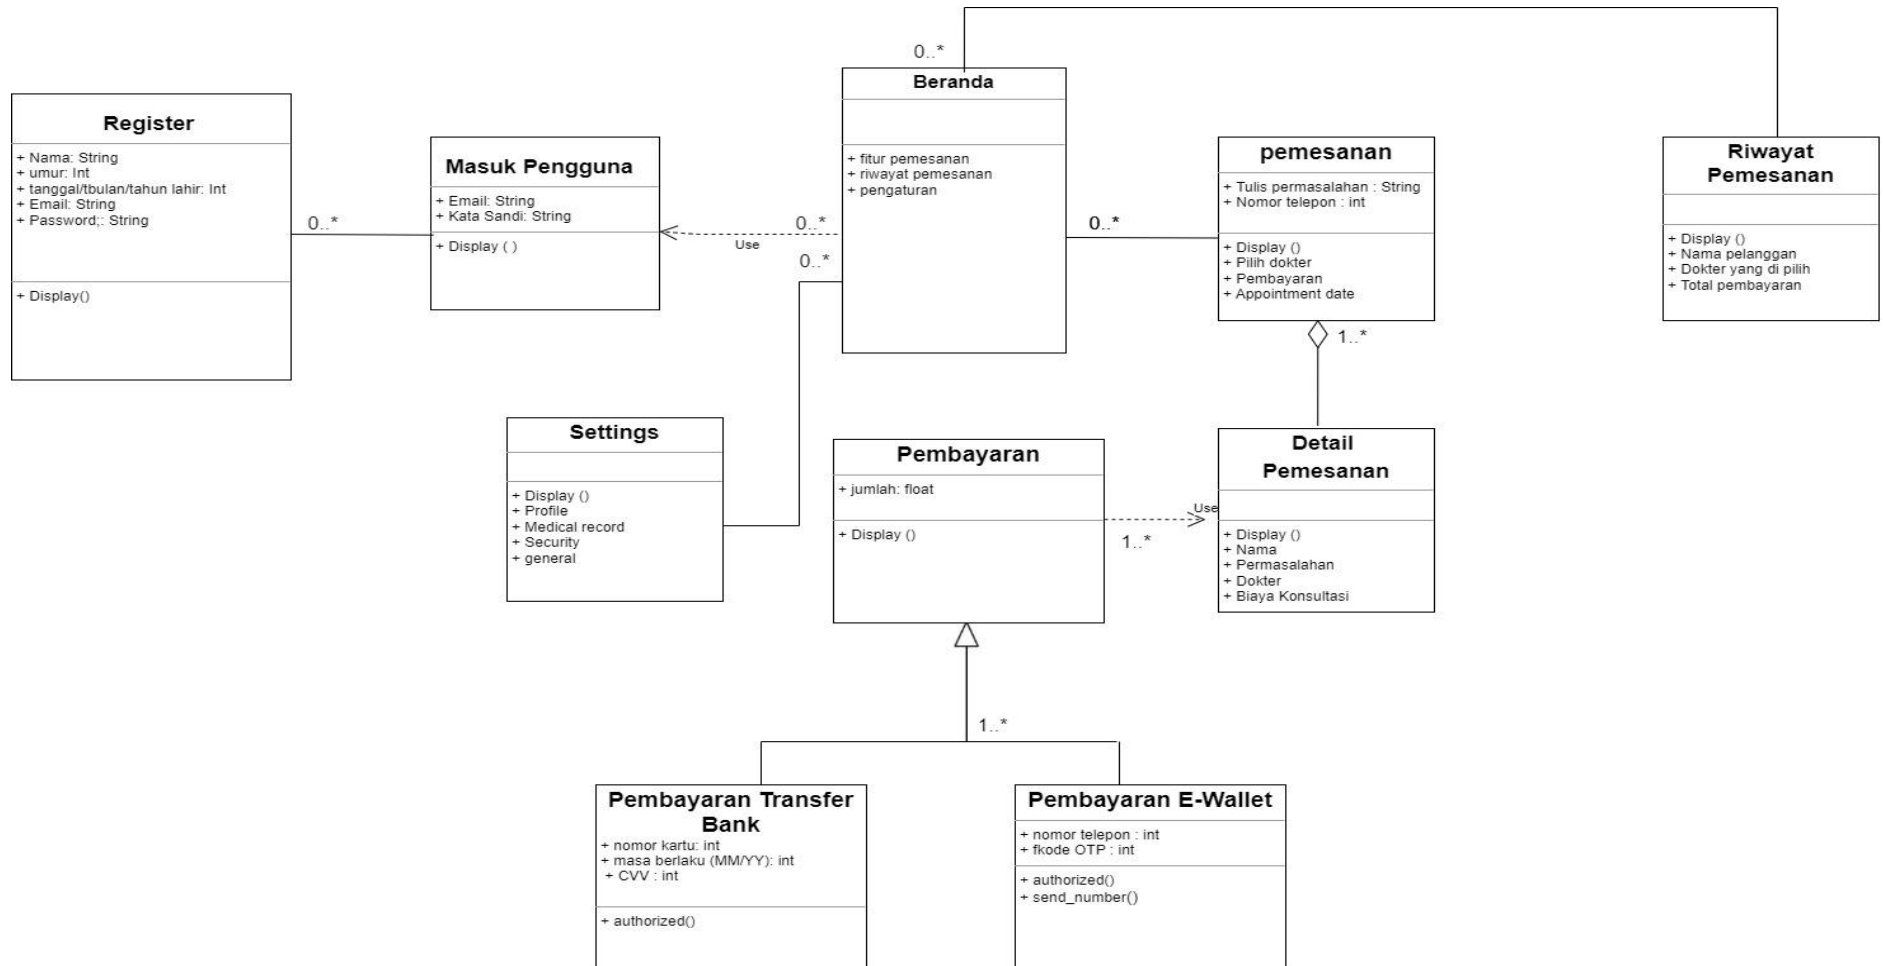 Register
+ Nama: String
+ umur: Int
+ tanggal/tbulan/tahun lahir: Int
+ Email: String
+ Password;: String
+ Display()
0..*
Masuk Pengguna
+ Email: String
+ Kata Sandi: String
+ Display ( )
Use
0..*
0..*
0..*
Beranda
+ fitur pemesanan
+ riwayat pemesanan
+ pengaturan
0..*
pemesanan
+ Tulis permasalahan : String
+ Nomor telepon : int
+ Display ()
+ Pilih dokter
+ Pembayaran
+ Appointment date
1..*
Riwayat
Pemesanan
+ Display ()
+ Nama pelanggan
+ Dokter yang di pilih
+ Total pembayaran
Settings
+ Display ()
+ Profile
+ Medical record
+ Security
+ general
Pembayaran
+ jumlah: float
+ Display ()
Use
1..*
Detail
Pemesanan
+ Display ()
+ Nama
+ Permasalahan
+ Dokter
+ Biaya Konsultasi
1..*
Pembayaran Transfer
Bank
+ nomor kartu: int
+ masa berlaku (MM/YY): int
+ CVV : int
+ authorized()
Pembayaran E-Wallet
+ nomor telepon : int
+ fkode OTP : int
+ authorized()
+ send_number()